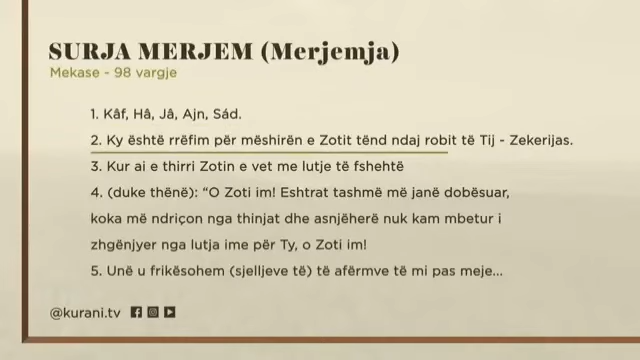 SURJA MERJEM (Merjemja)
Mekase - 98 vargje
1. Kâf, Hâ, Jâ, Ajn, Sád.
2. Ky është rrëfim për mëshirën e Zotit tënd ndaj robit të Tij - Zekerijas.
3. Kur ai e thirri Zotin e vet me lutje të fshehtë
4. (duke thënë): “O Zoti im! Eshtrat tashmë më janë dobësuar,
koka më ndriçon nga thinjat dhe asnjëherë nuk kam mbetur i
zhgënjyer nga lutja ime për Ty, o Zoti im!
5. Unë u frikësohem (sjelljeve të) të afërmve të mi pas meje...
@kurani.tv